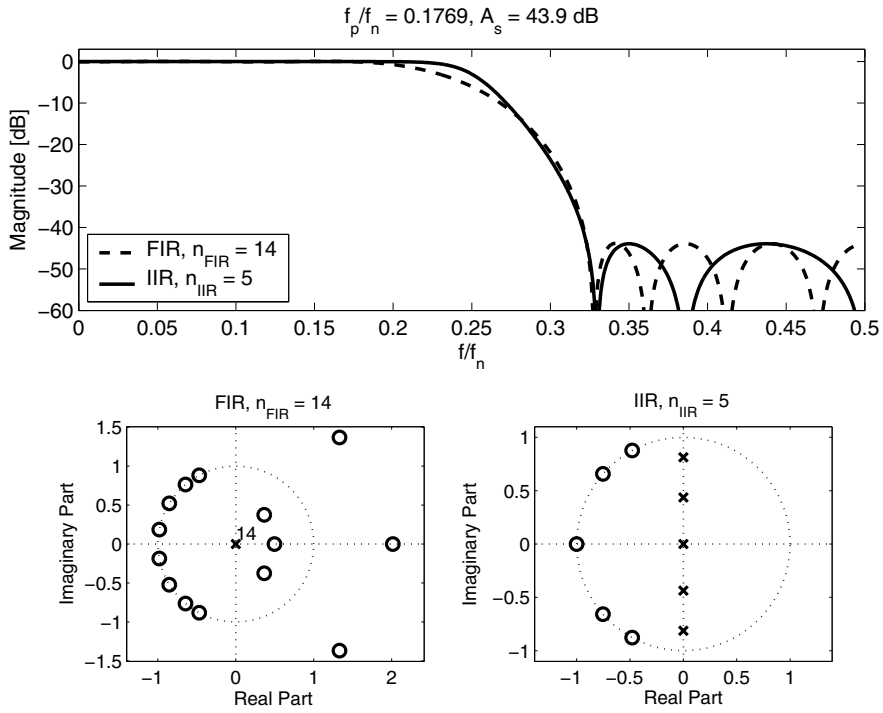 f_p/f_n = 0.1769, A_s = 43.9 dB
Magnitude [dB]
0
−10
−20
−30
−40
−50
−60
FIR, n_FIR = 14
IIR, n_IIR = 5
0 0.05 0.1 0.15 0.2 0.25 0.3 0.35 0.4 0.45 0.5
f/f_n
FIR, n_FIR = 14
Imaginary Part
1.5
1
0.5
0
−0.5
−1
−1.5
14
−1 0 1 2
Real Part
IIR, n_IIR = 5
Imaginary Part
1
0.5
0
−0.5
−1
−1 −0.5 0 0.5 1
Real Part